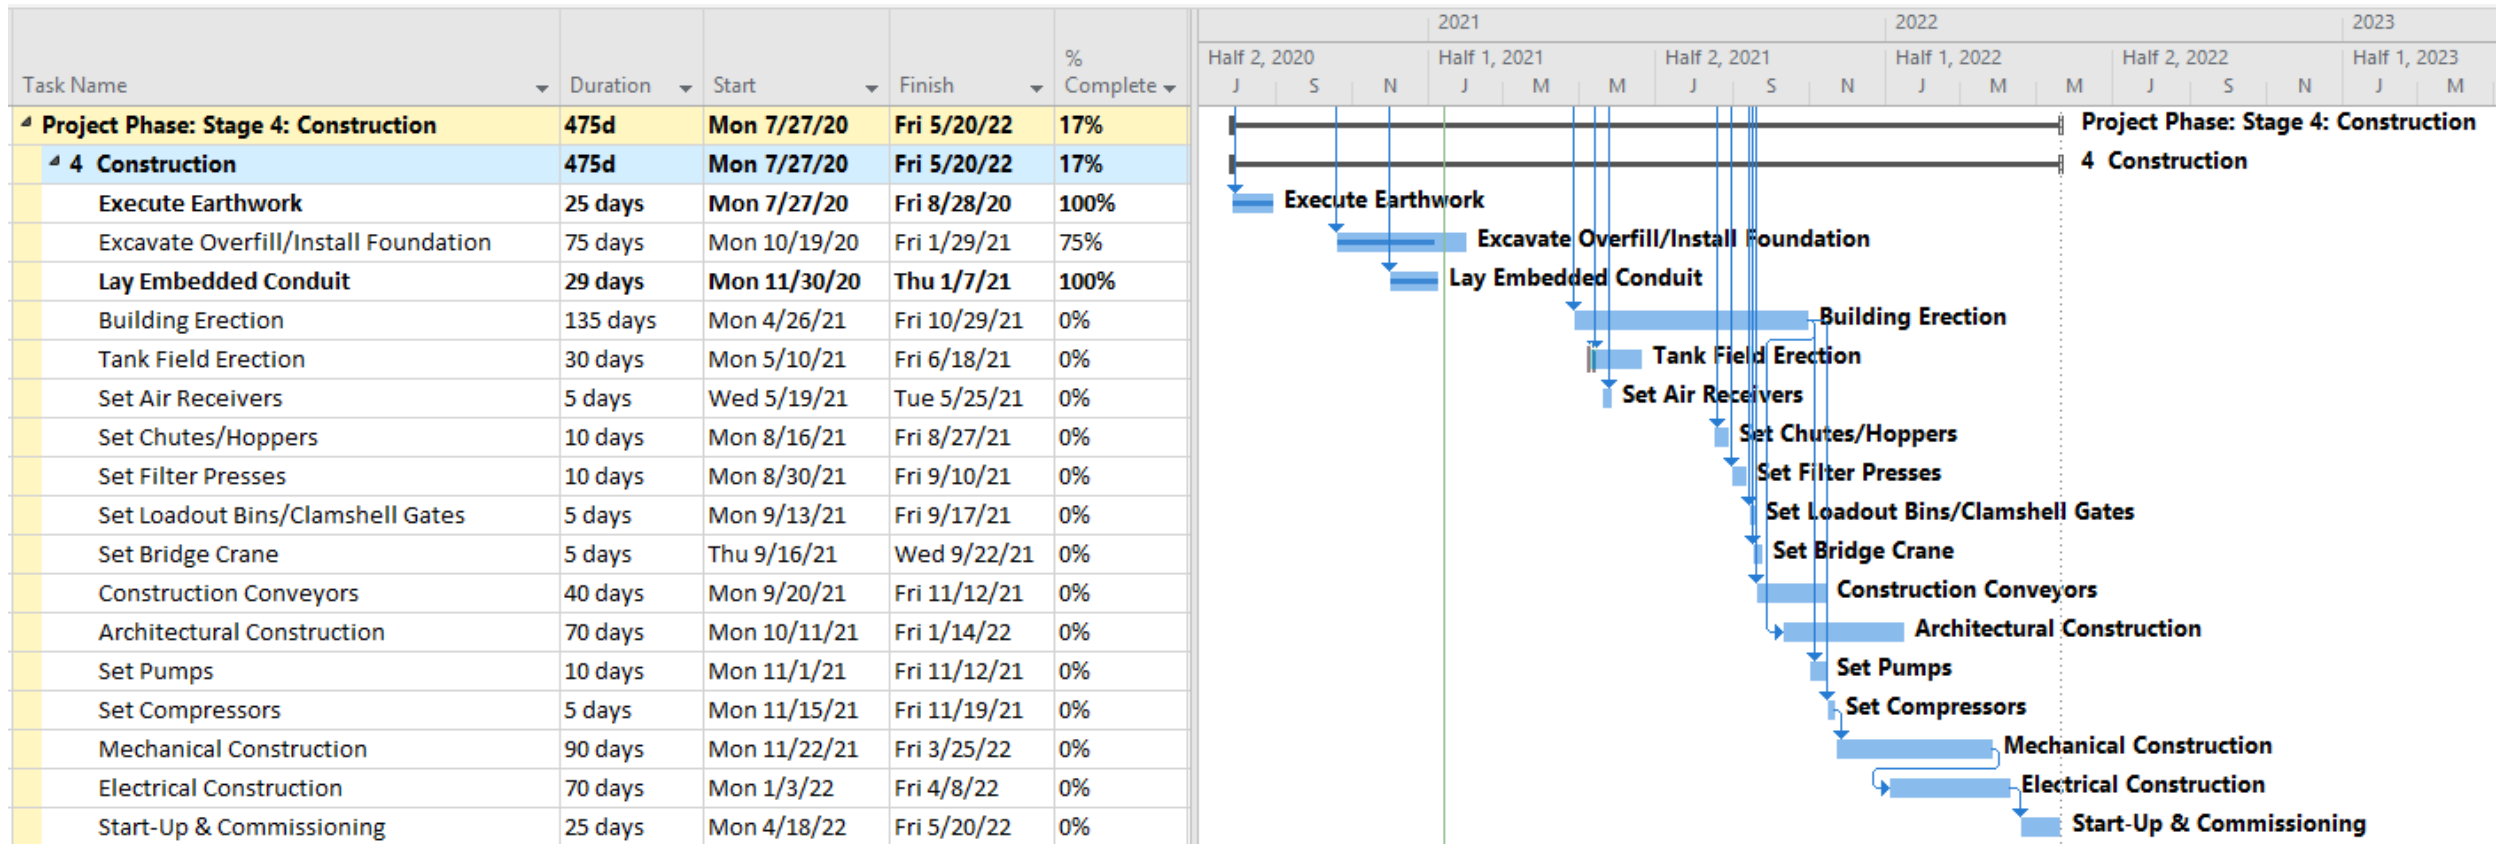 2021 2022 2023
% Half 2, 2020 Half 1, 2021 Half 2, 2021 Half 1, 2022 Half 2, 2022 Half 1, 2023
Task Name Duration Start Finish Complete J S N J M M J S N J M M J S N J M
Project Phase: Stage 4: Construction 475d Mon 7/27/20 Fri 5/20/22 17% Project Phase: Stage 4: Construction
4 Construction 475d Mon 7/27/20 Fri 5/20/22 17% 4 Construction
Execute Earthwork 25 days Mon 7/27/20 Fri 8/28/20 100% Execute Earthwork
Excavate Overfill/Install Foundation 75 days Mon 10/19/20 Fri 1/29/21 75% Excavate Overfill/Install Foundation
Lay Embedded Conduit 29 days Mon 11/30/20 Thu 1/7/21 100% Lay Embedded Conduit
Building Erection 135 days Mon 4/26/21 Fri 10/29/21 0% Building Erection
Tank Field Erection 30 days Mon 5/10/21 Fri 6/18/21 0% Tank Field Erection
Set Air Receivers 5 days Wed 5/19/21 Tue 5/25/21 0% Set Air Receivers
Set Chutes/Hoppers 10 days Mon 8/16/21 Fri 8/27/21 0% Set Chutes/Hoppers
Set Filter Presses 10 days Mon 8/30/21 Fri 9/10/21 0% Set Filter Presses
Set Loadout Bins/Clamshell Gates 5 days Mon 9/13/21 Fri 9/17/21 0% Set Loadout Bins/Clamshell Gates
Set Bridge Crane 5 days Thu 9/16/21 Wed 9/22/21 0% Set Bridge Crane
Construction Conveyors 40 days Mon 9/20/21 Fri 11/12/21 0% Construction Conveyors
Architectural Construction 70 days Mon 10/11/21 Fri 1/14/22 0% Architectural Construction
Set Pumps 10 days Mon 11/1/21 Fri 11/12/21 0% Set Pumps
Set Compressors 5 days Mon 11/15/21 Fri 11/19/21 0% Set Compressors
Mechanical Construction 90 days Mon 11/22/21 Fri 3/25/22 0% Mechanical Construction
Electrical Construction 70 days Mon 1/3/22 Fri 4/8/22 0% Electrical Construction
Start-Up & Commissioning 25 days Mon 4/18/22 Fri 5/20/22 0% Start-Up & Commissioning